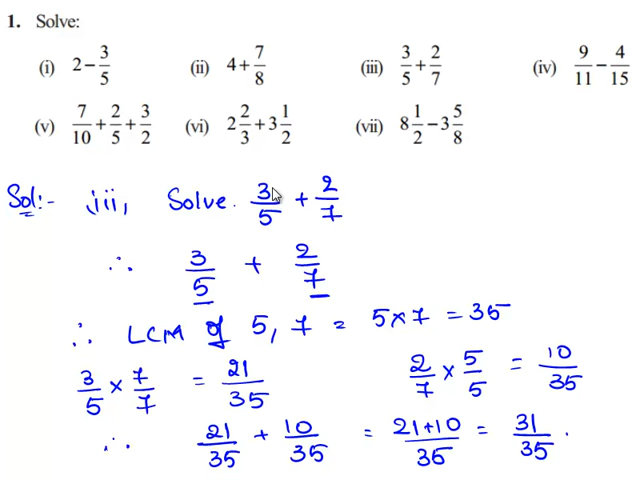 1. Solve:
(i) 2 − 3/5 (ii) 4 + 7/8 (iii) 3/5 + 2/7 (iv) 9/11 − 4/15
(v) 7/10 + 2/5 + 3/2 (vi) 2 2/3 + 3 1/2 (vii) 8 1/2 − 3 5/8
Sol:- iii, Solve. 3/5 + 2/7
∴ 3/5 + 2/7
∴ LCM of 5, 7 = 5×7 = 35
3/5 × 7/7 = 21/35 2/7 × 5/5 = 10/35
∴ 21/35 + 10/35 = 21+10/35 = 31/35 .